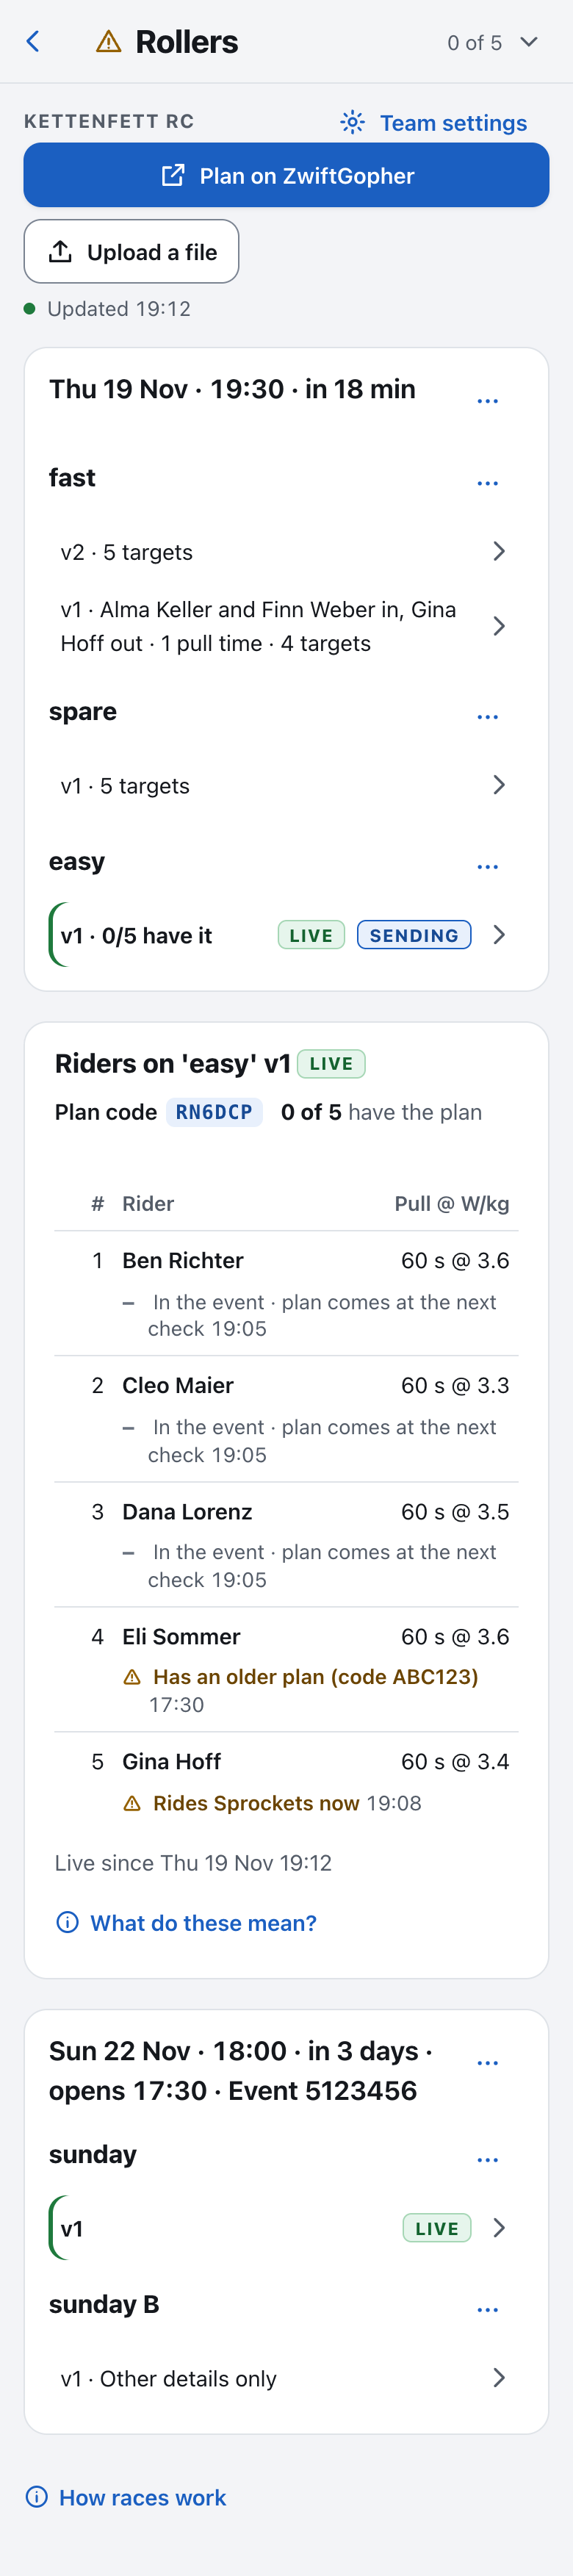 Rollers
0 of 5
KETTENFETT RC
Team settings
Plan on ZwiftGopher
Upload a file
Updated 19:12
Thu 19 Nov · 19:30 · in 18 min
...
fast
...
v2 · 5 targets
v1 · Alma Keller and Finn Weber in, Gina
Hoff out · 1 pull time · 4 targets
spare
...
v1 · 5 targets
easy
...
v1 · 0/5 have it LIVE SENDING
Riders on 'easy' v1 LIVE
Plan code RN6DCP 0 of 5 have the plan
# Rider Pull @ W/kg
1 Ben Richter 60 s @ 3.6
– In the event · plan comes at the next
check 19:05
2 Cleo Maier 60 s @ 3.3
– In the event · plan comes at the next
check 19:05
3 Dana Lorenz 60 s @ 3.5
– In the event · plan comes at the next
check 19:05
4 Eli Sommer 60 s @ 3.6
Has an older plan (code ABC123)
17:30
5 Gina Hoff 60 s @ 3.4
Rides Sprockets now 19:08
Live since Thu 19 Nov 19:12
What do these mean?
Sun 22 Nov · 18:00 · in 3 days ·
opens 17:30 · Event 5123456
...
sunday
...
v1 LIVE
sunday B
...
v1 · Other details only
How races work